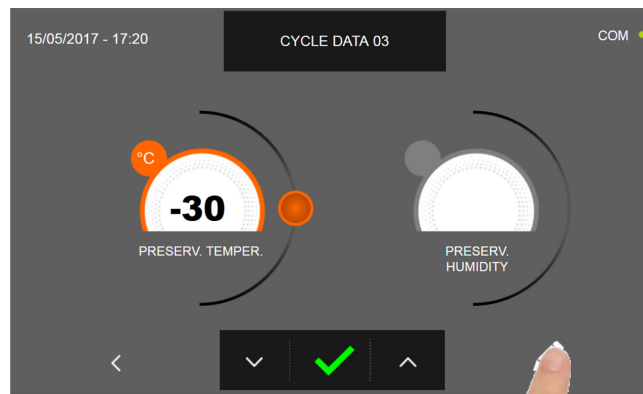 15/05/2017 - 17:20
CYCLE DATA 03
COM
°C
-30
PRESERV. TEMPER.
PRESERV.
HUMIDITY